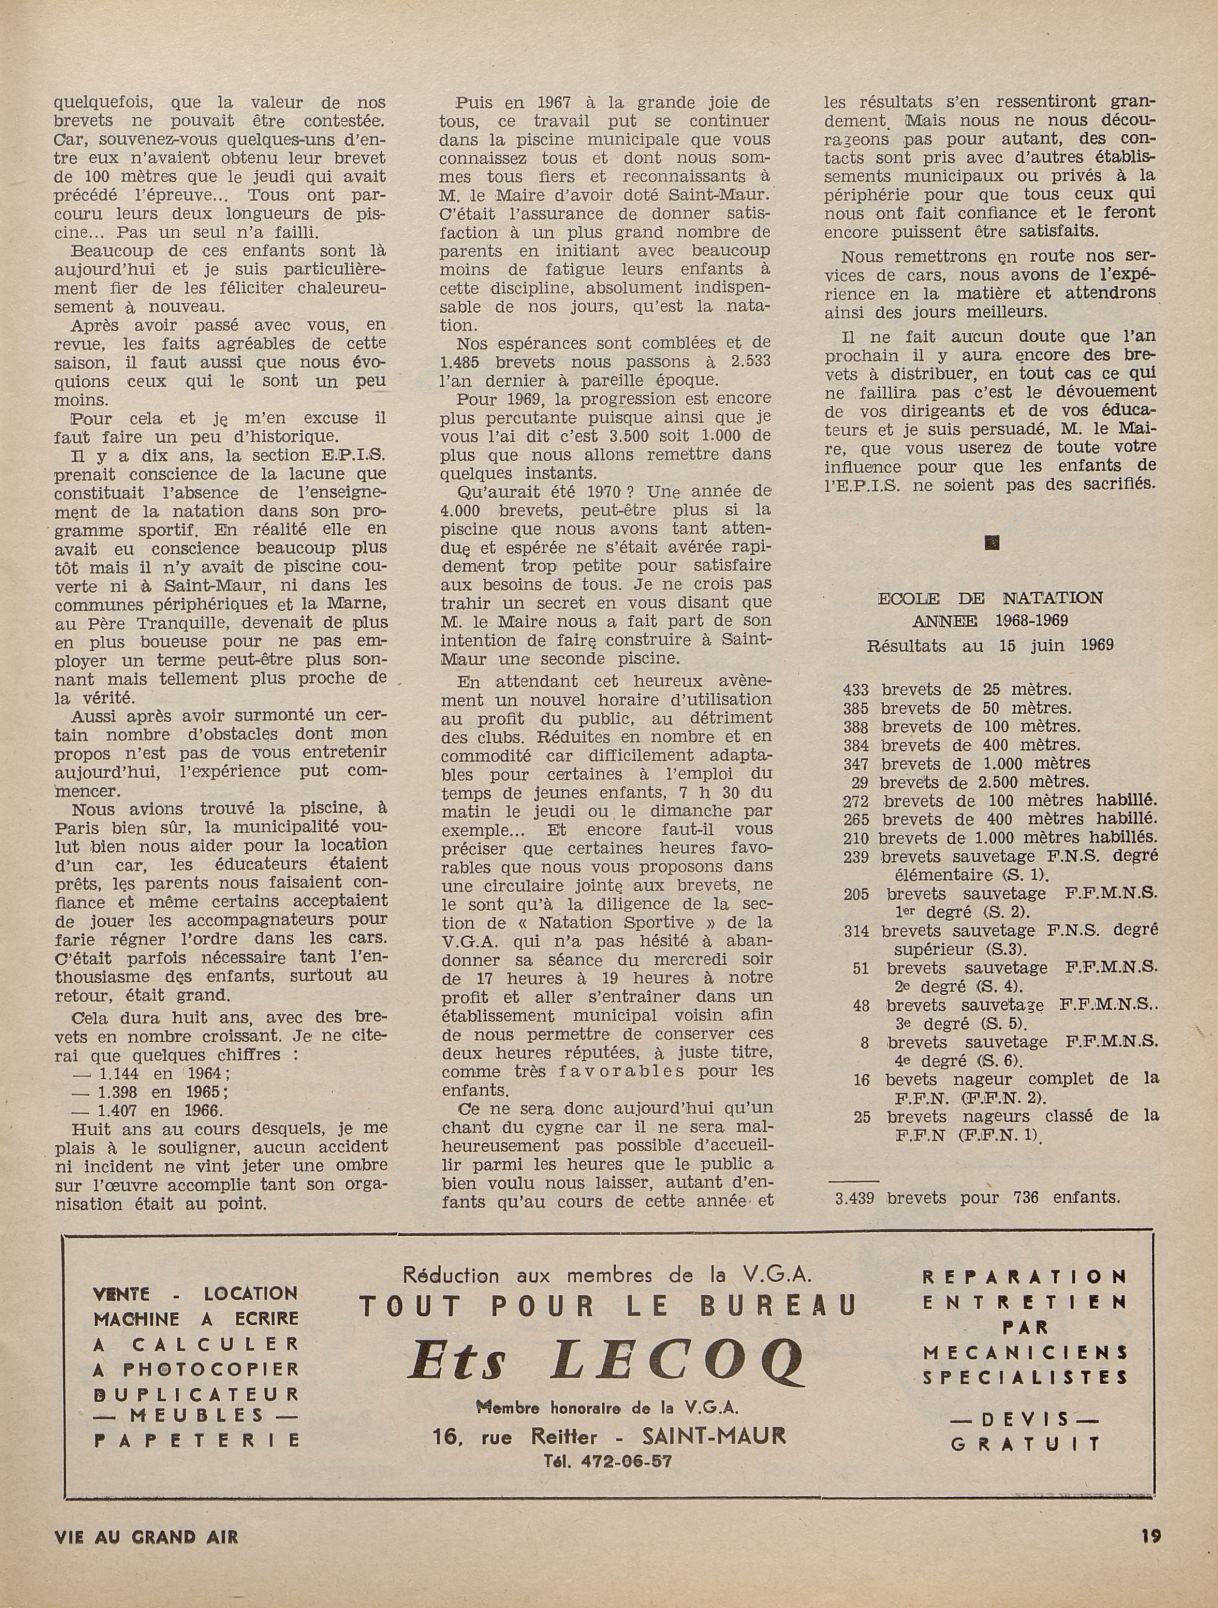 quelquefois, que la valeur de nos
brevets ne pouvait être contestée.
Car, souvenez-vous quelques-uns d'en-
tre eux n'avaient obtenu leur brevet
de 100 mètres que le jeudi qui avait
précédé l'épreuve... Tous ont par-
couru leurs deux longueurs de pis-
cine... Pas un seul n'a failli.
Beaucoup de ces enfants sont là
aujourd'hui et je suis particulière-
ment fier de les féliciter chaleureu-
sement à nouveau.
Après avoir passé avec vous, en
revue, les faits agréables de cette
saison, il faut aussi que nous évo-
quions ceux qui le sont un peu
moins.
Pour cela et je m'en excuse il
faut faire un peu d'historique.
Il y a dix ans, la section E.P.I.S.
prenait conscience de la lacune que
constituait l'absence de l'enseigne-
ment de la natation dans son pro-
gramme sportif. En réalité elle en
avait eu conscience beaucoup plus
tôt mais il n'y avait de piscine cou-
verte ni à Saint-Maur, ni dans les
communes périphériques et la Marne,
au Père Tranquille, devenait de plus
en plus boueuse pour ne pas em-
ployer un terme peut-être plus son-
nant mais tellement plus proche de
la vérité.
Aussi après avoir surmonté un cer-
tain nombre d'obstacles dont mon
propos n'est pas de vous entretenir
aujourd'hui, l'expérience put com-
mencer.
Nous avions trouvé la piscine, à
Paris bien sûr, la municipalité vou-
lut bien nous aider pour la location
d'un car, les éducateurs étaient
prêts, les parents nous faisaient con-
fiance et même certains acceptaient
de jouer les accompagnateurs pour
farie régner l'ordre dans les cars.
C'était parfois nécessaire tant l'en-
thousiasme des enfants, surtout au
retour, était grand.
Cela dura huit ans, avec des bre-
vets en nombre croissant. Je ne cite-
rai que quelques chiffres :
— 1.144 en 1964;
— 1.398 en 1965;
— 1.407 en 1966.
Huit ans au cours desquels, je me
plais à le souligner, aucun accident
ni incident ne vint jeter une ombre
sur l'œuvre accomplie tant son orga-
nisation était au point.
Puis en 1967 à la grande joie de
tous, ce travail put se continuer
dans la piscine municipale que vous
connaissez tous et dont nous som-
mes tous fiers et reconnaissants à
M. le Maire d'avoir doté Saint-Maur.
C'était l'assurance de donner satis-
faction à un plus grand nombre de
parents en initiant avec beaucoup
moins de fatigue leurs enfants à
cette discipline, absolument indispen-
sable de nos jours, qu'est la nata-
tion.
Nos espérances sont comblées et de
1.485 brevets nous passons à 2.533
l'an dernier à pareille époque.
Pour 1969, la progression est encore
plus percutante puisque ainsi que je
vous l'ai dit c'est 3.500 soit 1.000 de
plus que nous allons remettre dans
quelques instants.
Qu'aurait été 1970 ? Une année de
4.000 brevets, peut-être plus si la
piscine que nous avons tant atten-
due et espérée ne s'était avérée rapi-
dement trop petite pour satisfaire
aux besoins de tous. Je ne crois pas
trahir un secret en vous disant que
M. le Maire nous a fait part de son
intention de faire construire à Saint-
Maur une seconde piscine.
En attendant cet heureux avène-
ment un nouvel horaire d'utilisation
au profit du public, au détriment
des clubs. Réduites en nombre et en
commodité car difficilement adapta-
bles pour certaines à l'emploi du
temps de jeunes enfants, 7 h 30 du
matin le jeudi ou le dimanche par
exemple... Et encore faut-il vous
préciser que certaines heures favo-
rables que nous vous proposons dans
une circulaire jointe aux brevets, ne
le sont qu'à la diligence de la sec-
tion de « Natation Sportive » de la
V.G.A. qui n'a pas hésité à aban-
donner sa séance du mercredi soir
de 17 heures à 19 heures à notre
profit et aller s'entrainer dans un
établissement municipal voisin afin
de nous permettre de conserver ces
deux heures réputées, à juste titre,
comme très favorables pour les
enfants.
Ce ne sera donc aujourd'hui qu'un
chant du cygne car il ne sera mal-
heureusement pas possible d'accueil-
lir parmi les heures que le public a
bien voulu nous laisser, autant d'en-
fants qu'au cours de cette année et
les résultats s'en ressentiront gran-
dement. Mais nous ne nous décou-
rageons pas pour autant, des con-
tacts sont pris avec d'autres établis-
sements municipaux ou privés à la
périphérie pour que tous ceux qui
nous ont fait confiance et le feront
encore puissent être satisfaits.
Nous remettrons en route nos ser-
vices de cars, nous avons de l'expé-
rience en la matière et attendrons
ainsi des jours meilleurs.
Il ne fait aucun doute que l'an
prochain il y aura encore des bre-
vets à distribuer, en tout cas ce qui
ne faillira pas c'est le dévouement
de vos dirigeants et de vos éduca-
teurs et je suis persuadé, M. le Mai-
re, que vous userez de toute votre
influence pour que les enfants de
l'E.P.I.S. ne soient pas des sacrifiés.
ECOLE DE NATATION
ANNEE 1968-1969
Résultats au 15 juin 1969
433 brevets de 25 mètres.
385 brevets de 50 mètres.
388 brevets de 100 mètres.
384 brevets de 400 mètres.
347 brevets de 1.000 mètres
29 brevets de 2.500 mètres.
272 brevets de 100 mètres habillé.
265 brevets de 400 mètres habillé.
210 brevets de 1.000 mètres habillés.
239 brevets sauvetage F.N.S. degré
élémentaire (S. 1).
205 brevets sauvetage F.F.M.N.S.
1er degré (S. 2).
314 brevets sauvetage F.N.S. degré
supérieur (S.3).
51 brevets sauvetage F.F.M.N.S.
2e degré (S. 4).
48 brevets sauvetage F.F.M.N.S..
3e degré (S. 5).
8 brevets sauvetage F.F.M.N.S.
4e degré (S. 6).
16 bevets nageur complet de la
F.F.N. (F.F.N. 2).
25 brevets nageurs classé de la
F.F.N (F.F.N. 1).
3.439 brevets pour 736 enfants.
VENTE - LOCATION
MACHINE A ECRIRE
A CALCULER
A PHOTOCOPIER
DUPLICATEUR
— MEUBLES —
PAPETERIE
Réduction aux membres de la V.G.A.
TOUT POUR LE BUREAU
Ets LECOQ
Membre honoraire de la V.G.A.
16, rue Reitter - SAINT-MAUR
Tél. 472-06-57
REPARATION
ENTRETIEN
PAR
MECANICIENS
SPECIALISTES
— DEVIS —
GRATUIT
VIE AU GRAND AIR
19